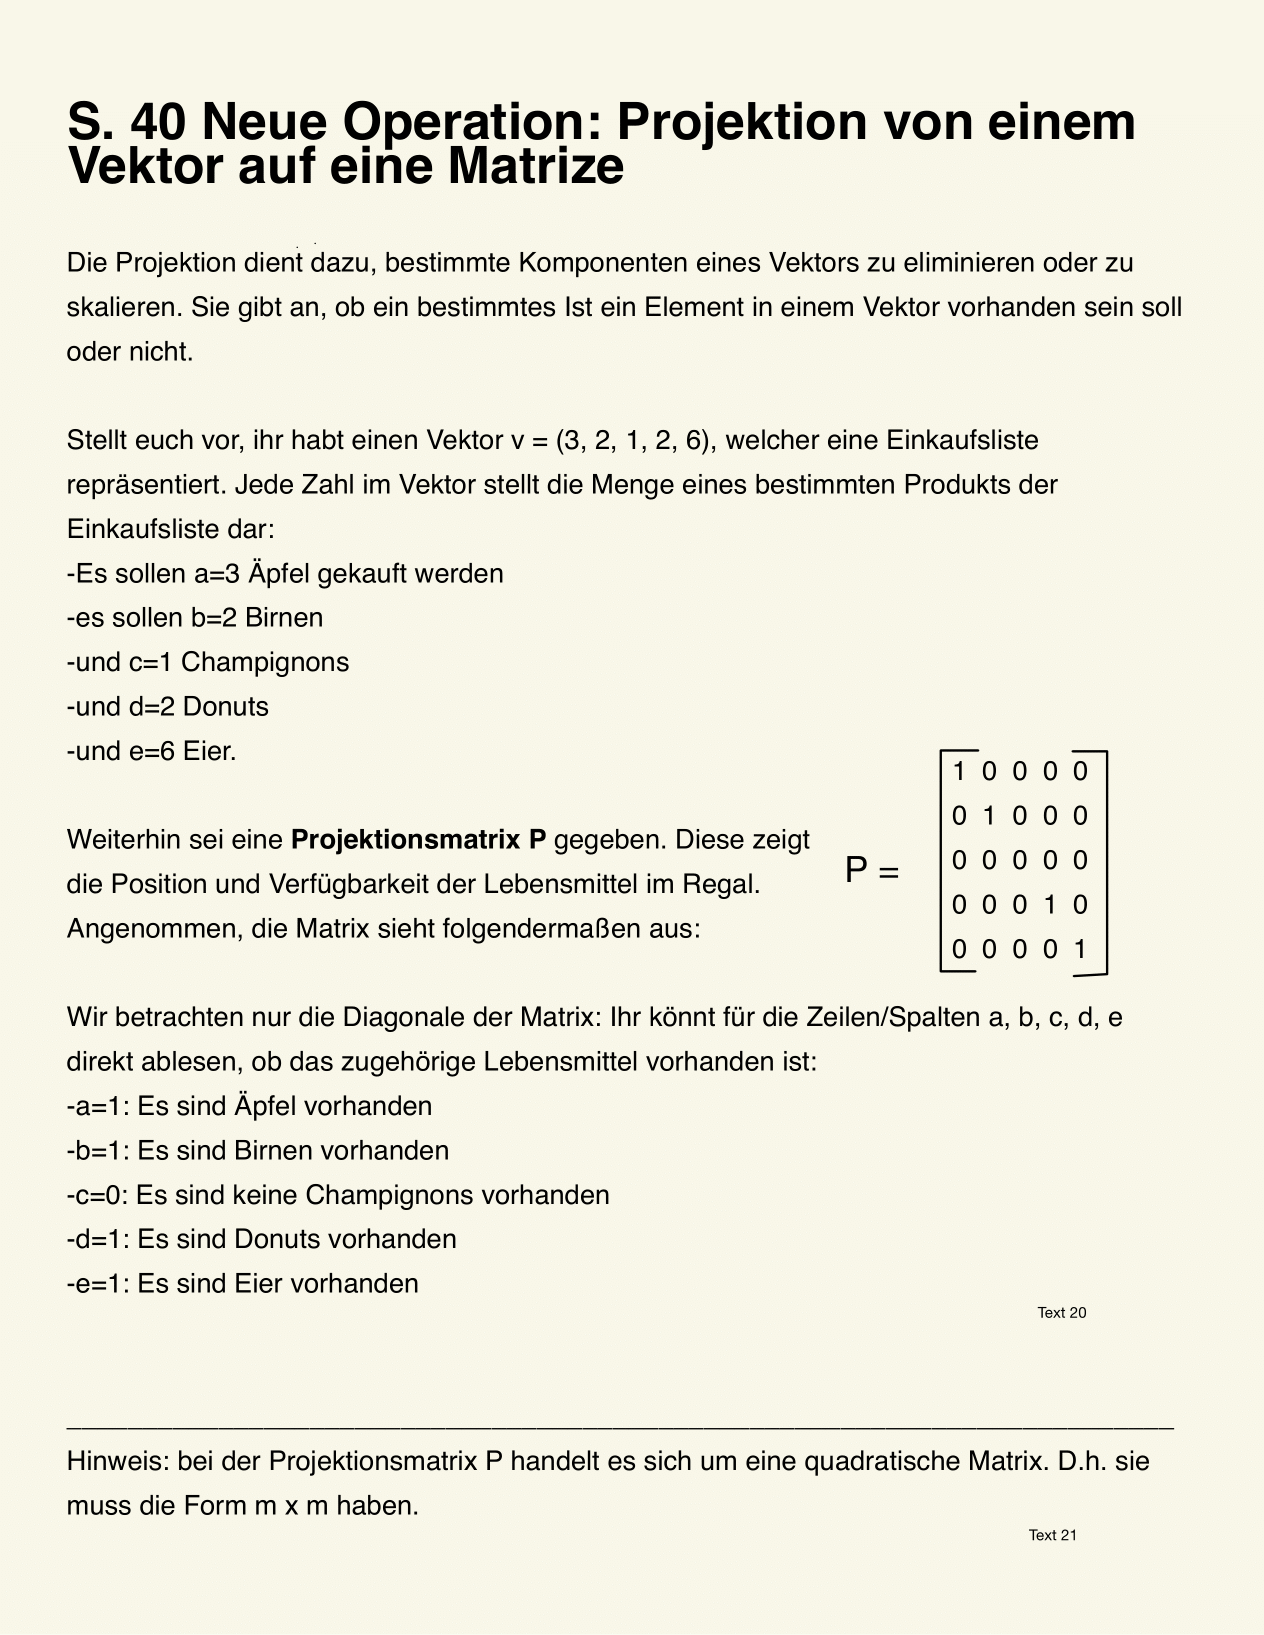 S. 40 Neue Operation: Projektion von einem
Vektor auf eine Matrize
Die Projektion dient dazu, bestimmte Komponenten eines Vektors zu eliminieren oder zu
skalieren. Sie gibt an, ob ein bestimmtes Ist ein Element in einem Vektor vorhanden sein soll
oder nicht.
Stellt euch vor, ihr habt einen Vektor v = (3, 2, 1, 2, 6), welcher eine Einkaufsliste
repräsentiert. Jede Zahl im Vektor stellt die Menge eines bestimmten Produkts der
Einkaufsliste dar:
-Es sollen a=3 Äpfel gekauft werden
-es sollen b=2 Birnen
-und c=1 Champignons
-und d=2 Donuts
-und e=6 Eier.
Weiterhin sei eine Projektionsmatrix P gegeben. Diese zeigt
die Position und Verfügbarkeit der Lebensmittel im Regal.
Angenommen, die Matrix sieht folgendermaßen aus:
P =
1 0 0 0 0
0 1 0 0 0
0 0 0 0 0
0 0 0 1 0
0 0 0 0 1
Wir betrachten nur die Diagonale der Matrix: Ihr könnt für die Zeilen/Spalten a, b, c, d, e
direkt ablesen, ob das zugehörige Lebensmittel vorhanden ist:
-a=1: Es sind Äpfel vorhanden
-b=1: Es sind Birnen vorhanden
-c=0: Es sind keine Champignons vorhanden
-d=1: Es sind Donuts vorhanden
-e=1: Es sind Eier vorhanden
Text 20
Hinweis: bei der Projektionsmatrix P handelt es sich um eine quadratische Matrix. D.h. sie
muss die Form m x m haben.
Text 21